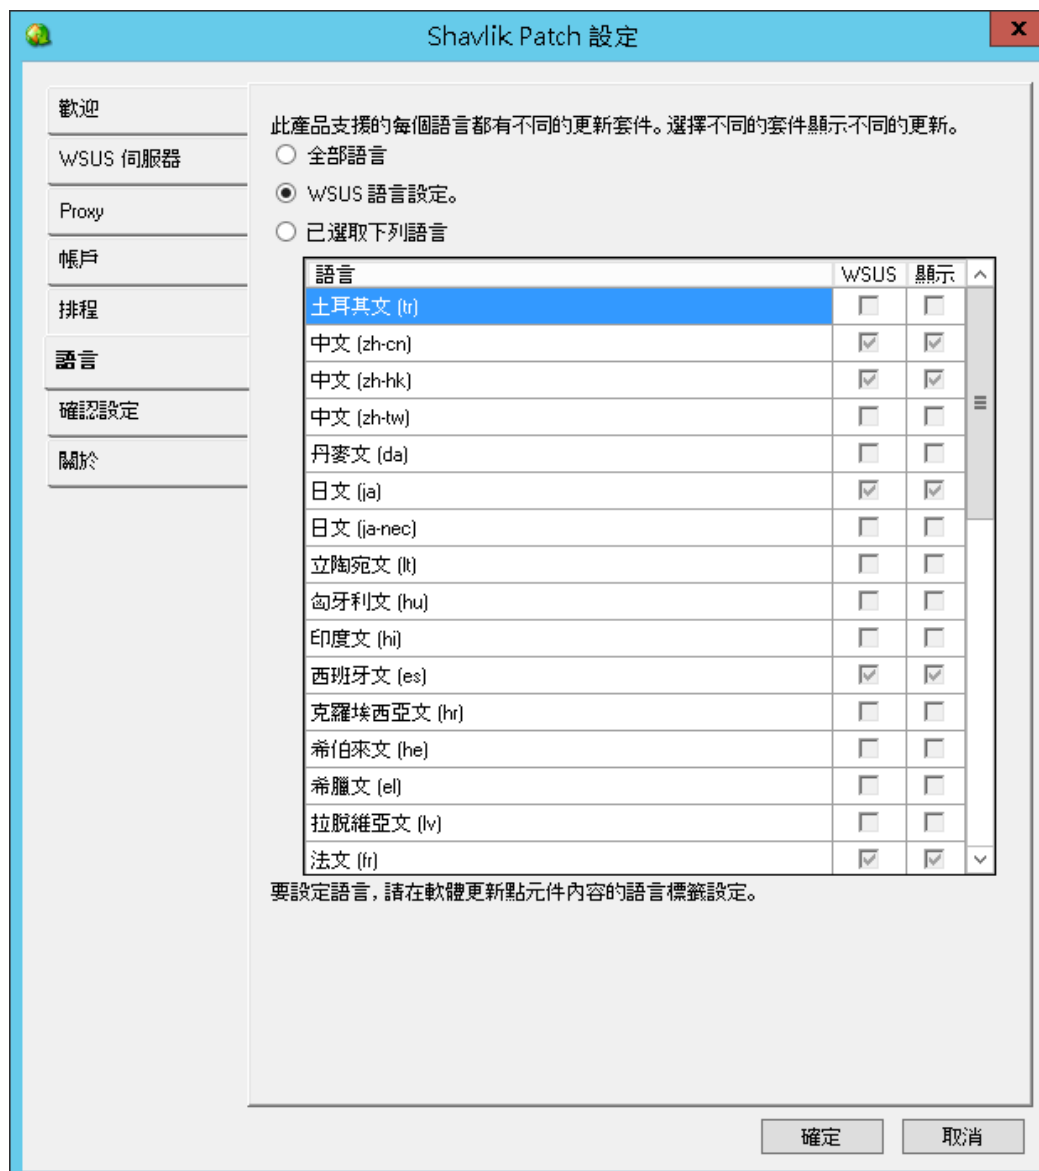 Shavlik Patch 設定
x
歡迎
WSUS 伺服器
Proxy
帳戶
排程
語言
確認設定
關於
此產品支援的每個語言都有不同的更新套件。選擇不同的套件顯示不同的更新。
全部語言
WSUS 語言設定。
已選取下列語言
語言 WSUS 顯示
土耳其文 (tr)
中文 (zh-cn)
中文 (zh-hk)
中文 (zh-tw)
丹麥文 (da)
日文 (ja)
日文 (ja-nec)
立陶宛文 (lt)
匈牙利文 (hu)
印度文 (hi)
西班牙文 (es)
克羅埃西亞文 (hr)
希伯來文 (he)
希臘文 (el)
拉脫維亞文 (lv)
法文 (fr)
要設定語言，請在軟體更新點元件內容的語言標籤設定。
確定 取消